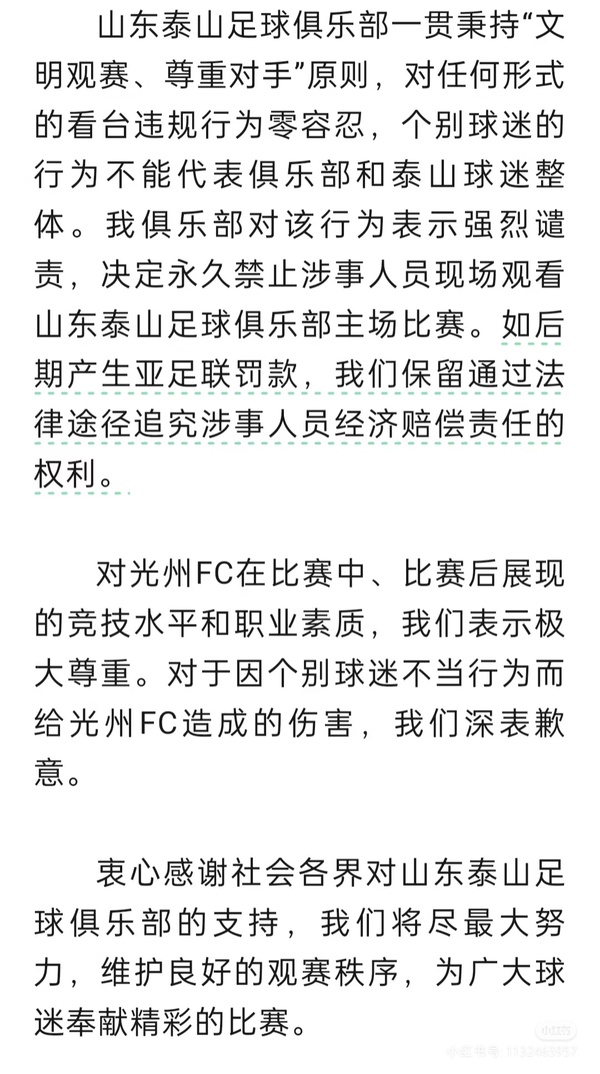 山东泰山足球俱乐部一贯秉持“文
明观赛、尊重对手”原则，对任何形式
的看台违规行为零容忍，个别球迷的
行为不能代表俱乐部和泰山球迷整
体。我俱乐部对该行为表示强烈谴
责，决定永久禁止涉事人员现场观看
山东泰山足球俱乐部主场比赛。如后
期产生亚足联罚款，我们保留通过法
律途径追究涉事人员经济赔偿责任的
权利。
对光州FC在比赛中、比赛后展现
的竞技水平和职业素质，我们表示极
大尊重。对于因个别球迷不当行为而
给光州FC造成的伤害，我们深表歉
意。
衷心感谢社会各界对山东泰山足
球俱乐部的支持，我们将尽最大努
力，维护良好的观赛秩序，为广大球
迷奉献精彩的比赛。
小红书